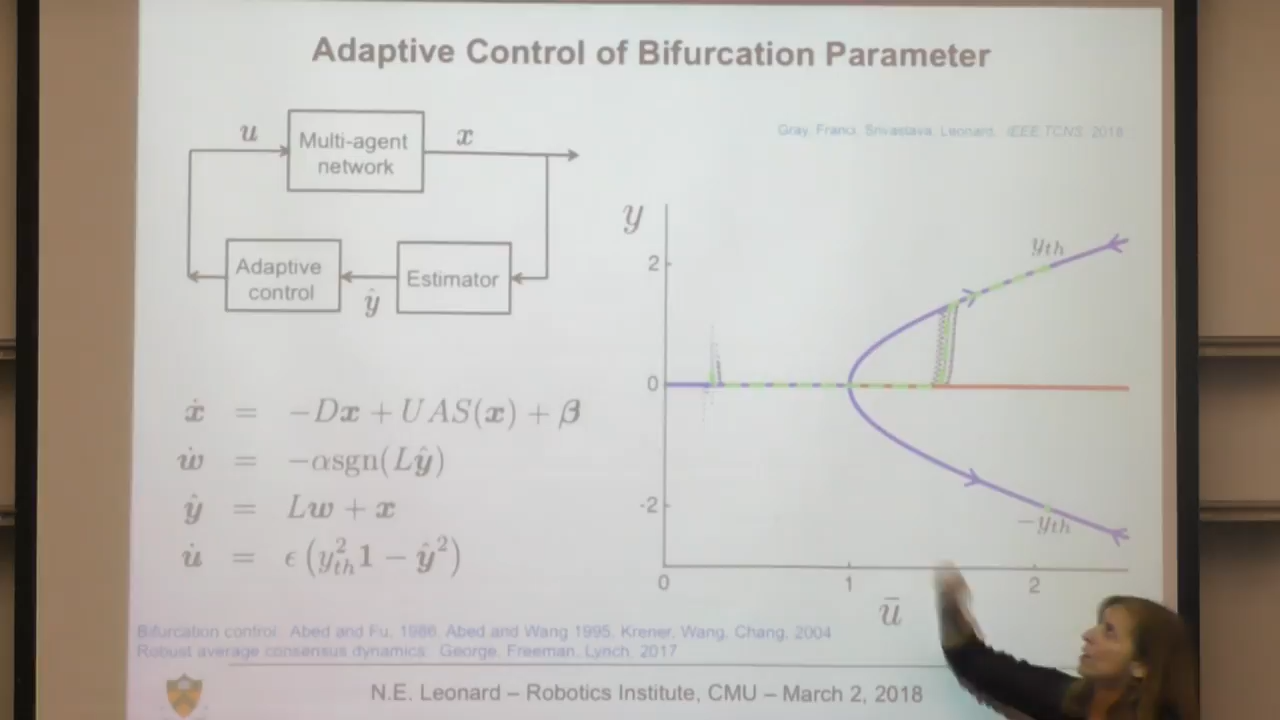 Adaptive Control of Bifurcation Parameter
u
Multi-agent
network
x
Adaptive
control
ŷ
Estimator
Gray, Franci, Srivastava, Leonard, IEEE TCNS, 2018
y
2
0
-2
0
1
2
ū
y_th
−y_th
ẋ = −Dx + UAS(x) + β
ẇ = −αsgn(Lŷ)
ŷ = Lw + x
u̇ = ϵ(y²_th 1 − ŷ²)
Bifurcation control: Abed and Fu, 1986, Abed and Wang 1995, Krener, Wang, Chang, 2004
Robust average consensus dynamics: George, Freeman, Lynch, 2017
N.E. Leonard – Robotics Institute, CMU – March 2, 2018